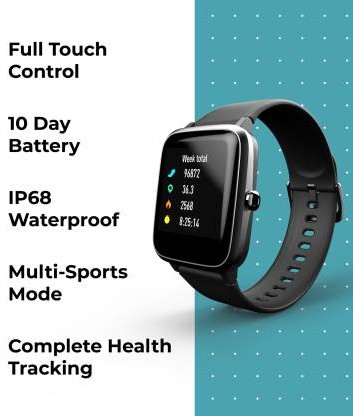 Full Touch
Control
10 Day
Battery
IP68
Waterproof
Multi-Sports
Mode
Complete Health
Tracking
Week total
96872
36.3
2568
8:25:14